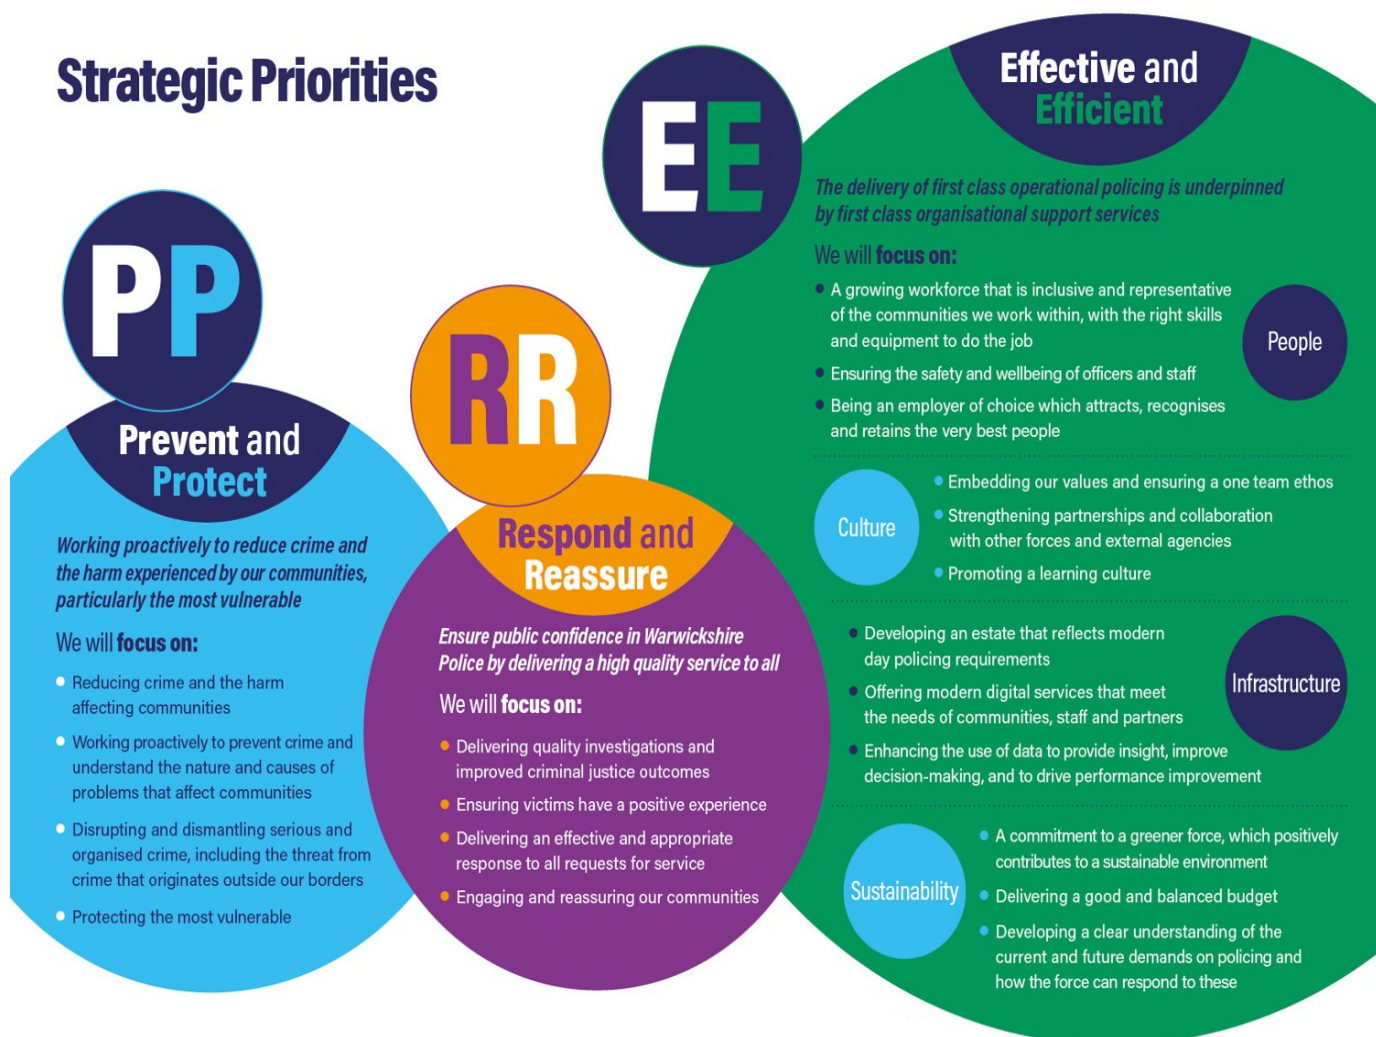 Strategic Priorities
PP
Prevent and
Protect
Working proactively to reduce crime and
the harm experienced by our communities,
particularly the most vulnerable
We will focus on:
• Reducing crime and the harm
affecting communities
• Working proactively to prevent crime and
understand the nature and causes of
problems that affect communities
• Disrupting and dismantling serious and
organised crime, including the threat from
crime that originates outside our borders
• Protecting the most vulnerable
RR
Respond and
Reassure
Ensure public confidence in Warwickshire
Police by delivering a high quality service to all
We will focus on:
• Delivering quality investigations and
improved criminal justice outcomes
• Ensuring victims have a positive experience
• Delivering an effective and appropriate
response to all requests for service
• Engaging and reassuring our communities
EE
Effective and
Efficient
The delivery of first class operational policing is underpinned
by first class organisational support services
We will focus on:
• A growing workforce that is inclusive and representative
of the communities we work within, with the right skills
and equipment to do the job
• Ensuring the safety and wellbeing of officers and staff
• Being an employer of choice which attracts, recognises
and retains the very best people
People
Culture
• Embedding our values and ensuring a one team ethos
• Strengthening partnerships and collaboration
with other forces and external agencies
• Promoting a learning culture
• Developing an estate that reflects modern
day policing requirements
• Offering modern digital services that meet
the needs of communities, staff and partners
• Enhancing the use of data to provide insight, improve
decision-making, and to drive performance improvement
Infrastructure
Sustainability
• A commitment to a greener force, which positively
contributes to a sustainable environment
• Delivering a good and balanced budget
• Developing a clear understanding of the
current and future demands on policing and
how the force can respond to these